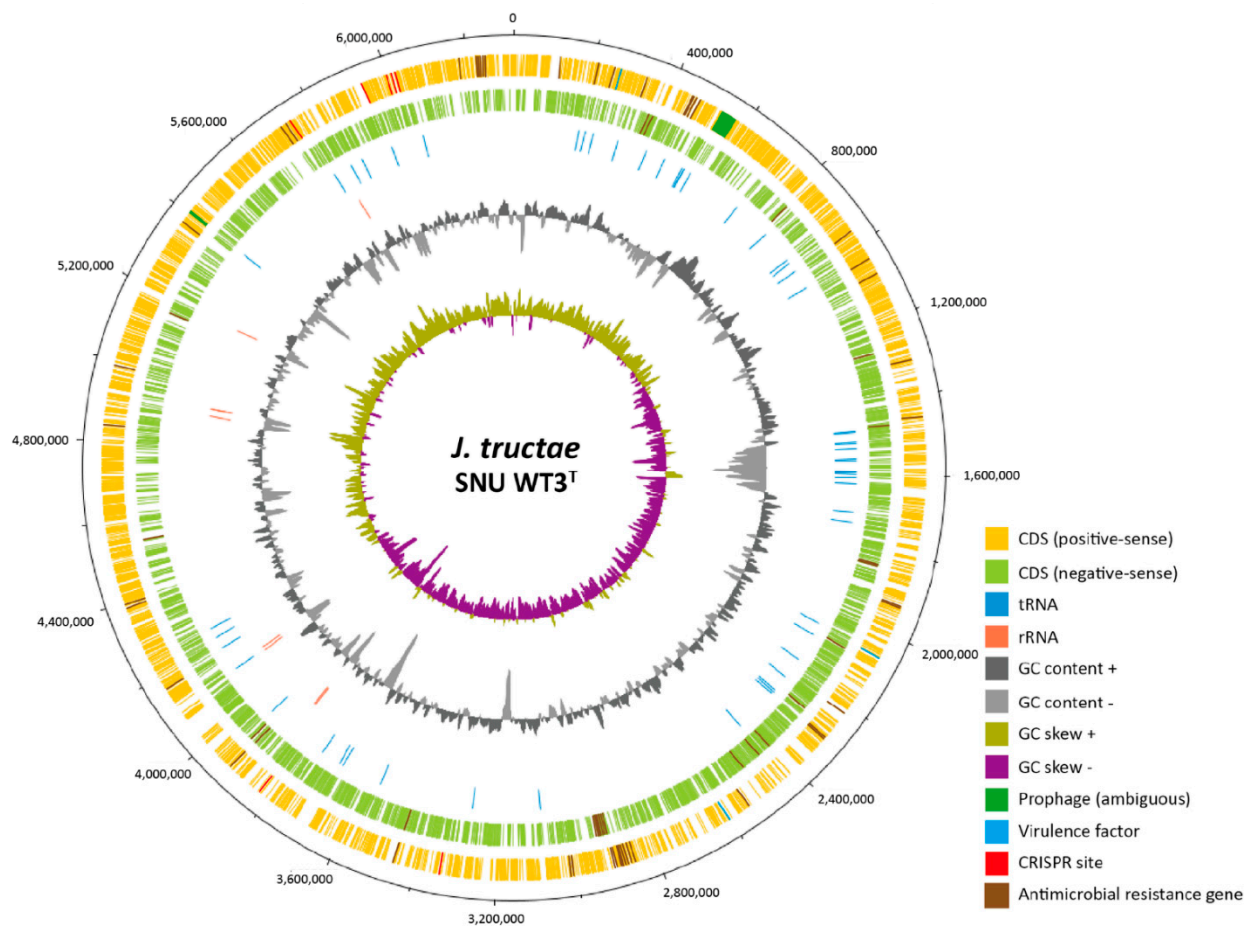 0
400,000
800,000
1,200,000
1,600,000
2,000,000
2,400,000
2,800,000
3,200,000
3,600,000
4,000,000
4,400,000
4,800,000
5,200,000
5,600,000
6,000,000
J. tructae
SNU WT3ᵀ
CDS (positive-sense)
CDS (negative-sense)
tRNA
rRNA
GC content +
GC content -
GC skew +
GC skew -
Prophage (ambiguous)
Virulence factor
CRISPR site
Antimicrobial resistance gene